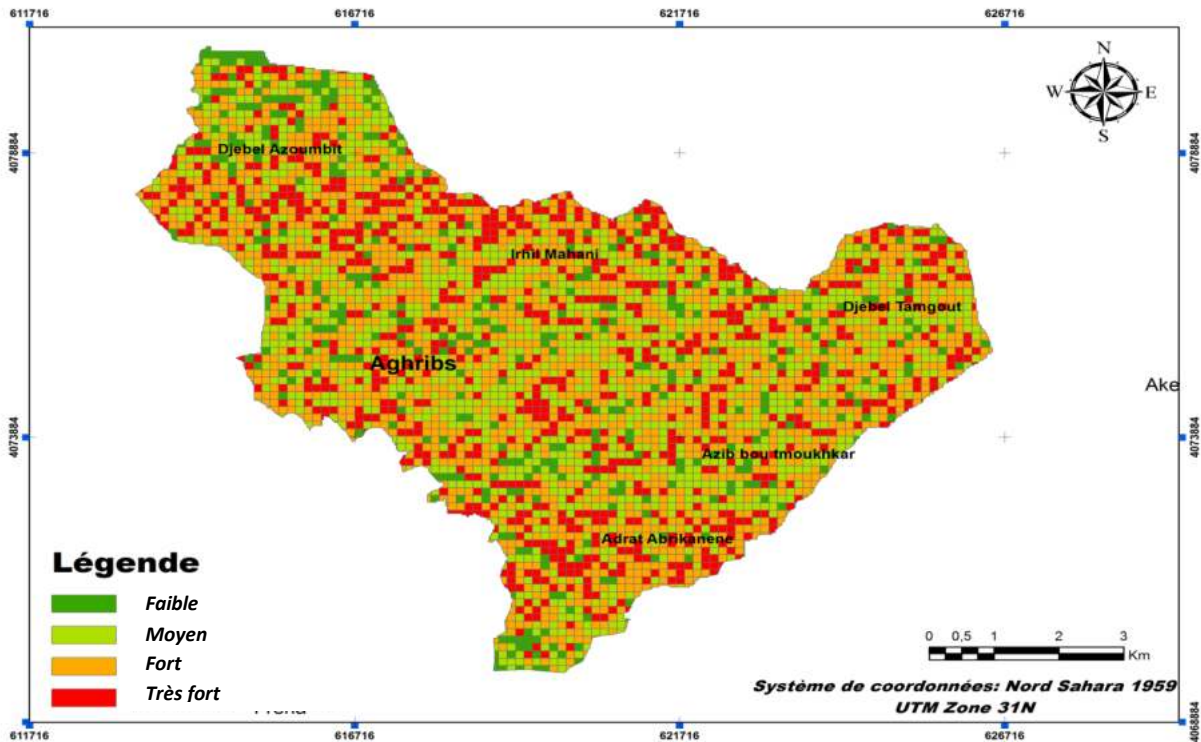 611716 616716 621716 626716
N
W E
S
4078884 4078884
Djebel Azoumbit
Irhil Mahani
Djebel Tamgout
Aghribs
Ake
4073884 4073884
Azib bou tmoukhkar
Adrat Abrikanene
Légende
Faible
Moyen
Fort
Très fort
0 0,5 1 2 3
Km
Système de coordonnées: Nord Sahara 1959
UTM Zone 31N
4068884
611716 616716 621716 626716